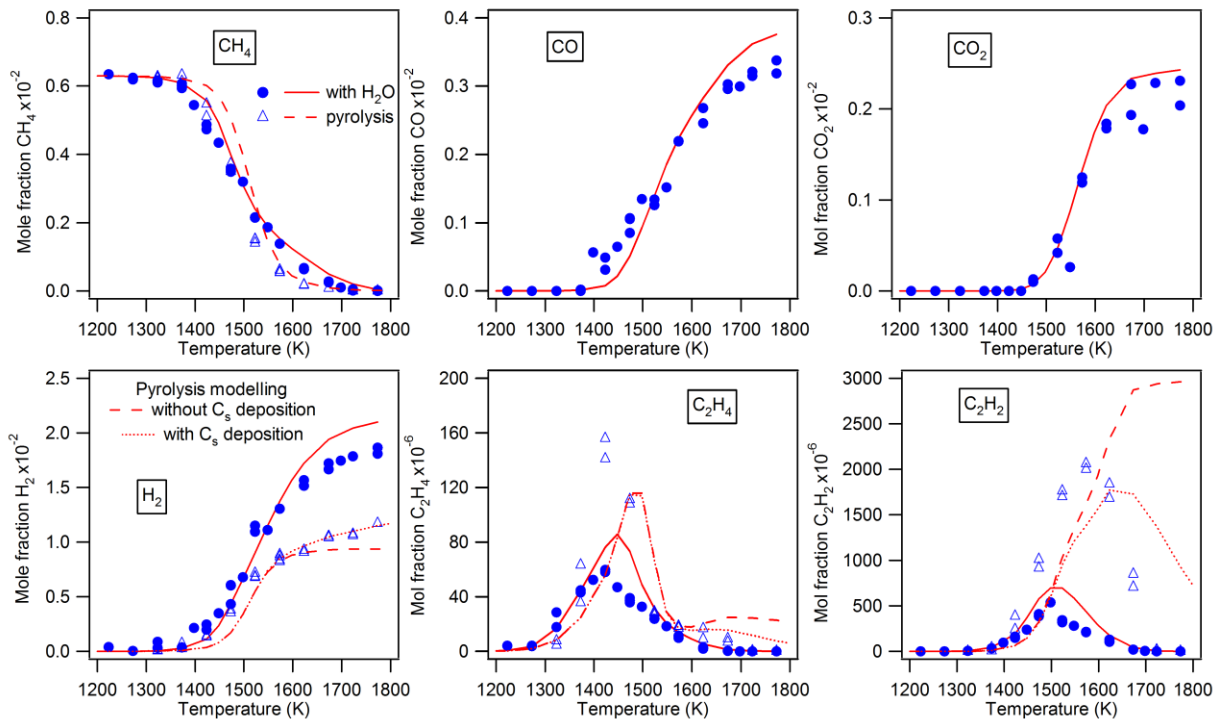 CH4
with H2O
pyrolysis
Mole fraction CH4 x10-2
0.8
0.6
0.4
0.2
0.0
1200 1300 1400 1500 1600 1700 1800
Temperature (K)
CO
Mole fraction CO x10-2
0.4
0.3
0.2
0.1
0.0
1200 1300 1400 1500 1600 1700 1800
Temperature (K)
CO2
Mol fraction CO2 x10-2
0.3
0.2
0.1
0.0
1200 1300 1400 1500 1600 1700 1800
Temperature (K)
Pyrolysis modelling
without Cs deposition
with Cs deposition
H2
Mole fraction H2 x10-2
2.5
2.0
1.5
1.0
0.5
0.0
1200 1300 1400 1500 1600 1700 1800
Temperature (K)
C2H4
Mol fraction C2H4 x10-6
200
160
120
80
40
0
1200 1300 1400 1500 1600 1700 1800
Temperature (K)
C2H2
Mol fraction C2H2 x10-6
3000
2500
2000
1500
1000
500
0
1200 1300 1400 1500 1600 1700 1800
Temperature (K)